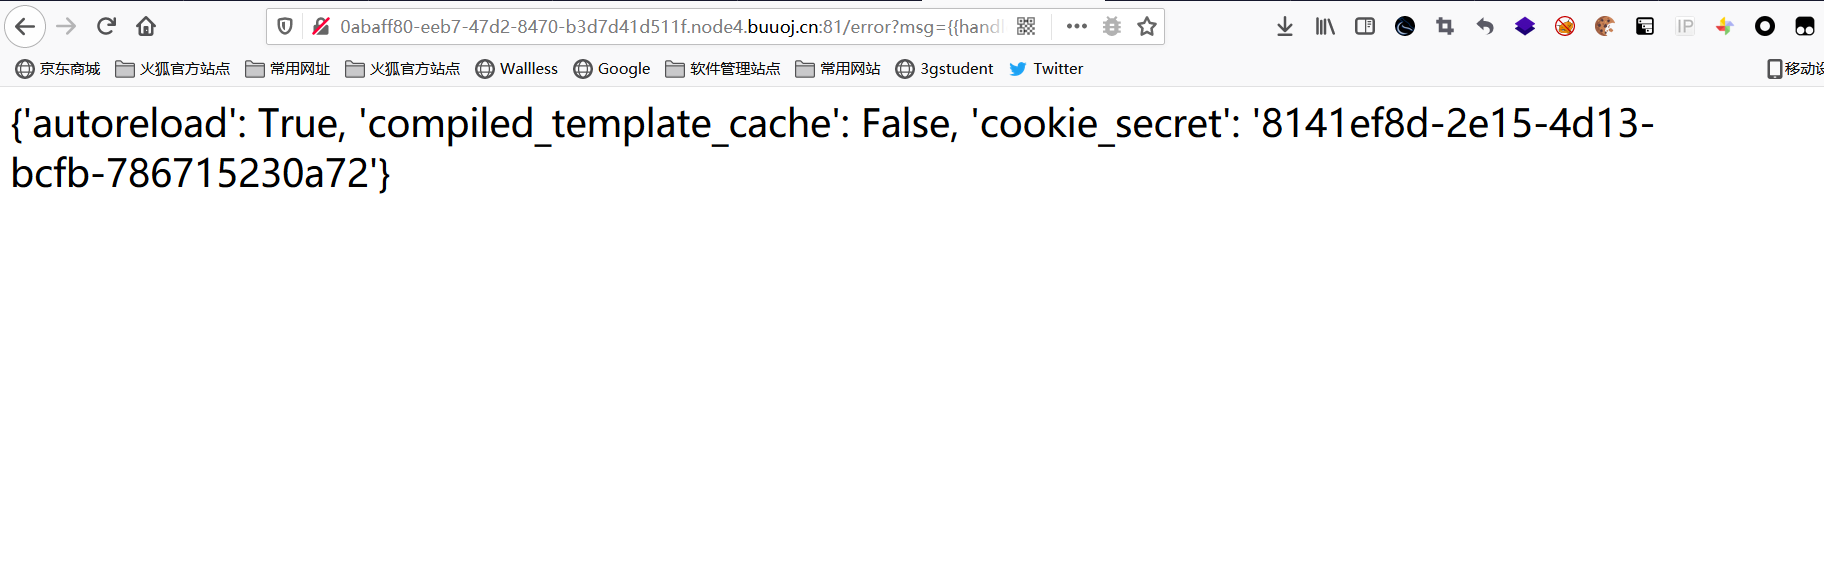 0abaff80-eeb7-47d2-8470-b3d7d41d511f.node4.buuoj.cn:81/error?msg={{handl
IP
京东商城 火狐官方站点 常用网址 火狐官方站点 Wallless Google 软件管理站点 常用网站 3gstudent Twitter 移动设
{'autoreload': True, 'compiled_template_cache': False, 'cookie_secret': '8141ef8d-2e15-4d13-
bcfb-786715230a72'}